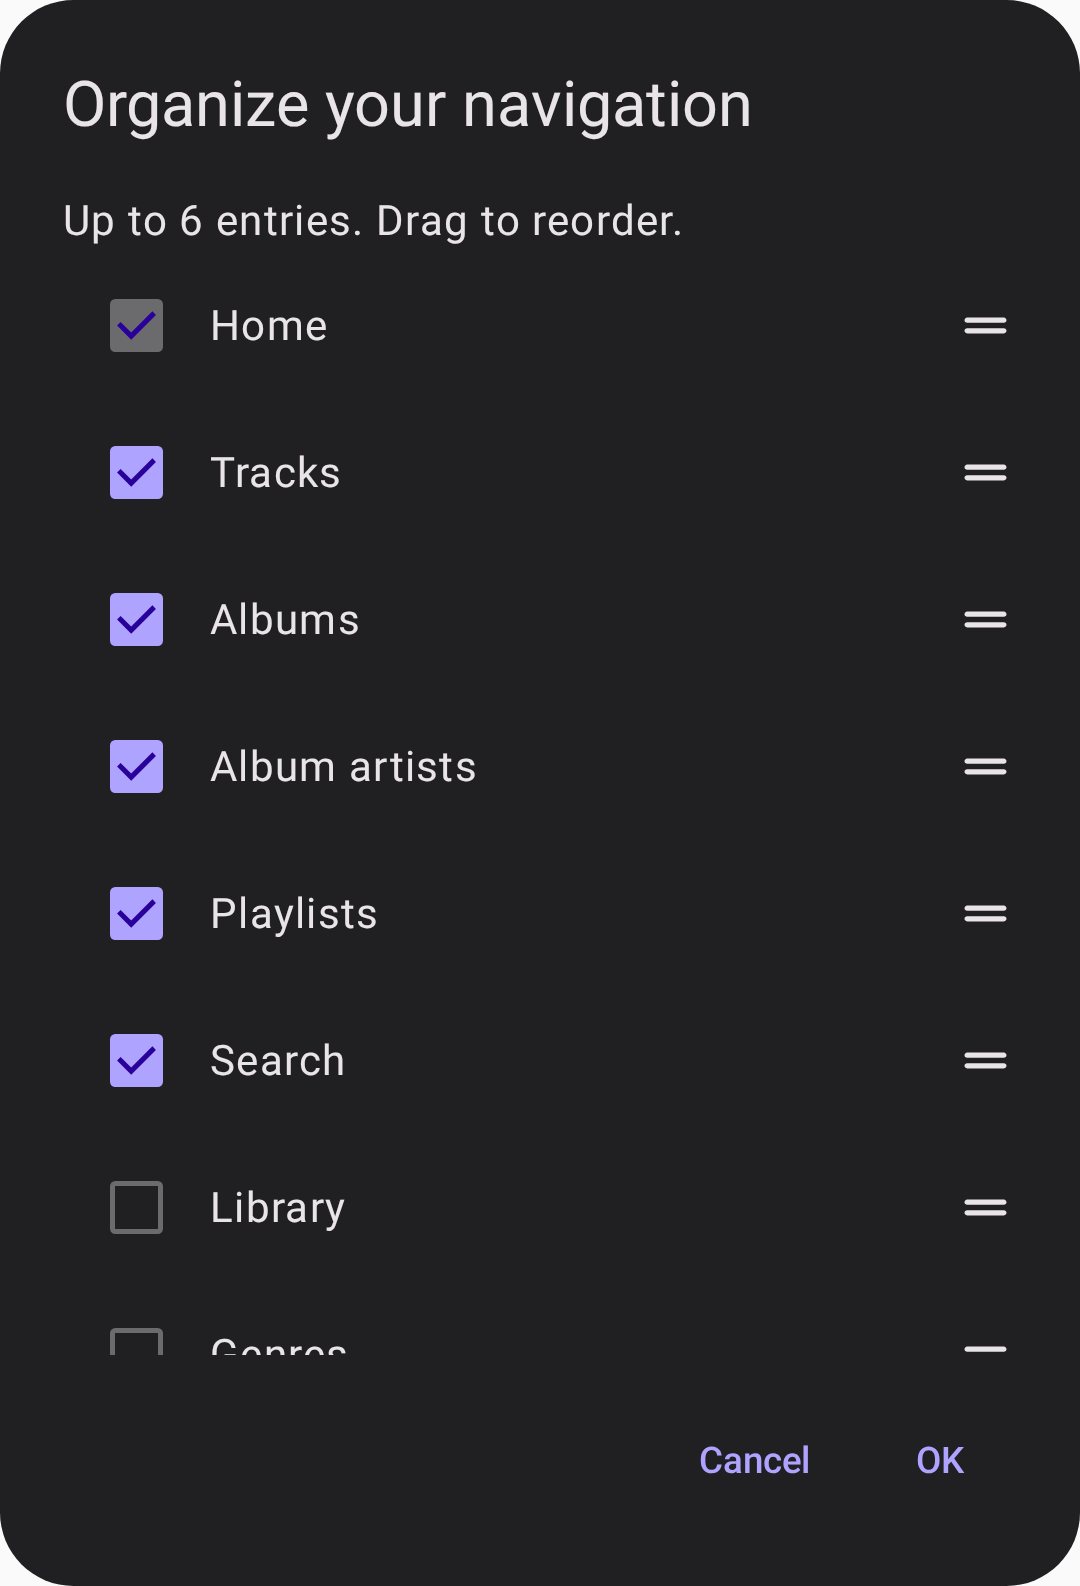 Organize your navigation
Up to 6 entries. Drag to reorder.
Home
Tracks
Albums
Album artists
Playlists
Search
Library
Genres
Cancel
OK